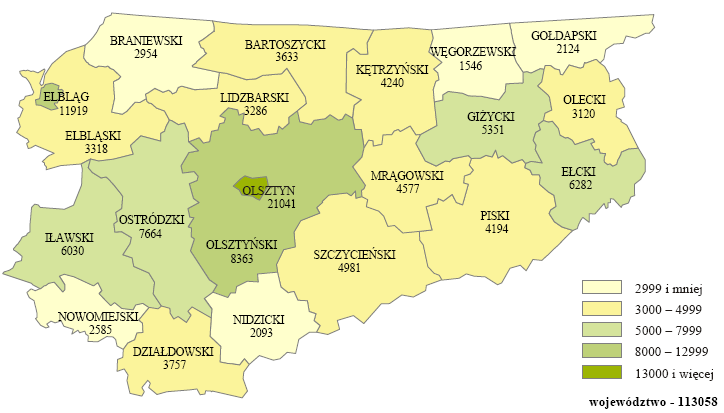 GOŁDAPSKI
2124
BRANIEWSKI
2954
BARTOSZYCKI
3633
WĘGORZEWSKI
1546
KĘTRZYŃSKI
4240
ELBLĄG
11919
LIDZBARSKI
3286
OLECKI
3120
GIŻYCKI
5351
ELBLĄSKI
3318
EŁCKI
6282
MRĄGOWSKI
4577
OLSZTYN
21041
OSTRÓDZKI
7664
PISKI
4194
IŁAWSKI
6030
OLSZTYŃSKI
8363
SZCZYCIEŃSKI
4981
NOWOMIEJSKI
2585
NIDZICKI
2093
DZIAŁDOWSKI
3757
2999 i mniej
3000 – 4999
5000 – 7999
8000 – 12999
13000 i więcej
województwo - 113058